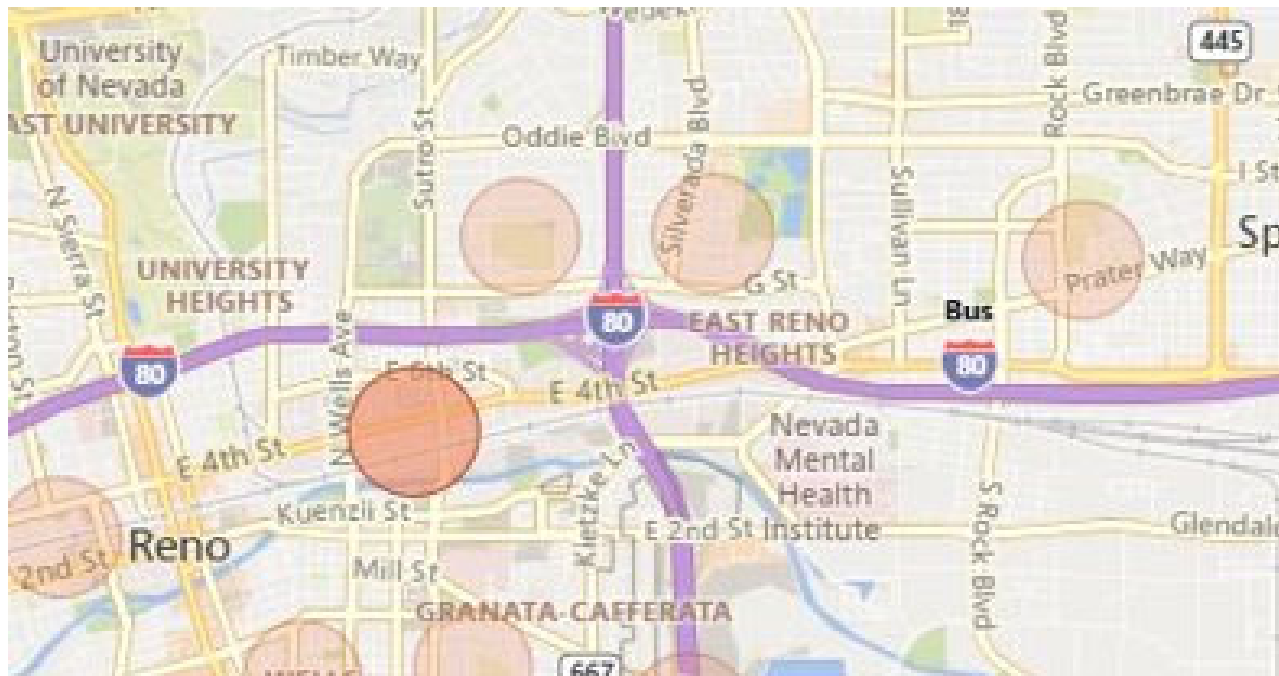 Timber Way
University
of Nevada
AST UNIVERSITY
Sutro St
Silverada Blvd
Rock Blvd
445
Greenbrae Dr
Oddie Blvd
I St
N Sierra St
Sullivan Ln
Sp
Prater Way
UNIVERSITY
HEIGHTS
G St
Bus
80
EAST RENO
HEIGHTS
80
80
N Wells Ave
E 4th St
E 4th St
Nevada
Mental
Health
Institute
Kietzke Ln
Kuenzli St
E 2nd St
S Rock Blvd
Reno
2nd St
Mill St
GRANATA-CAFFERATA
667